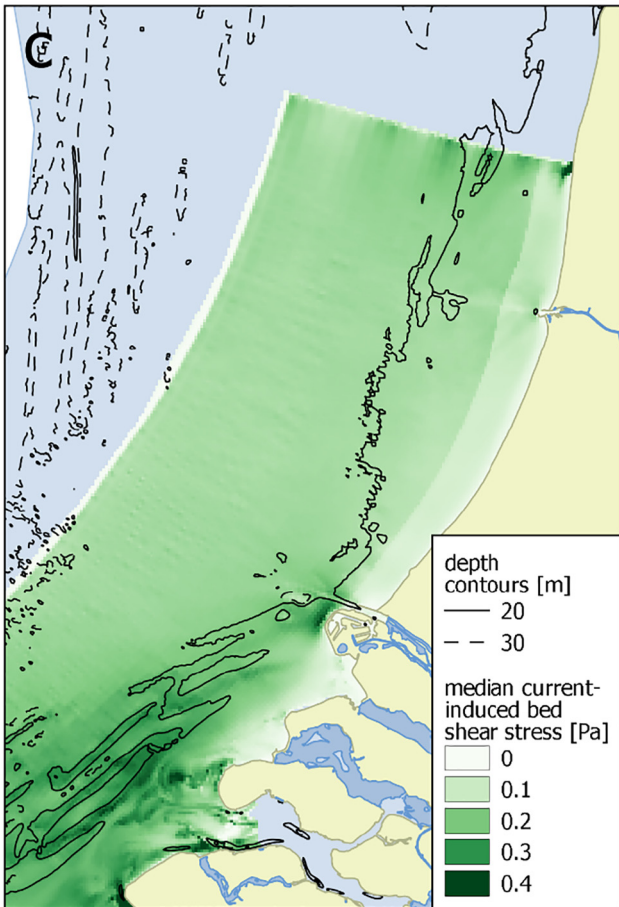 C
depth
contours [m]
20
30
median current-
induced bed
shear stress [Pa]
0
0.1
0.2
0.3
0.4